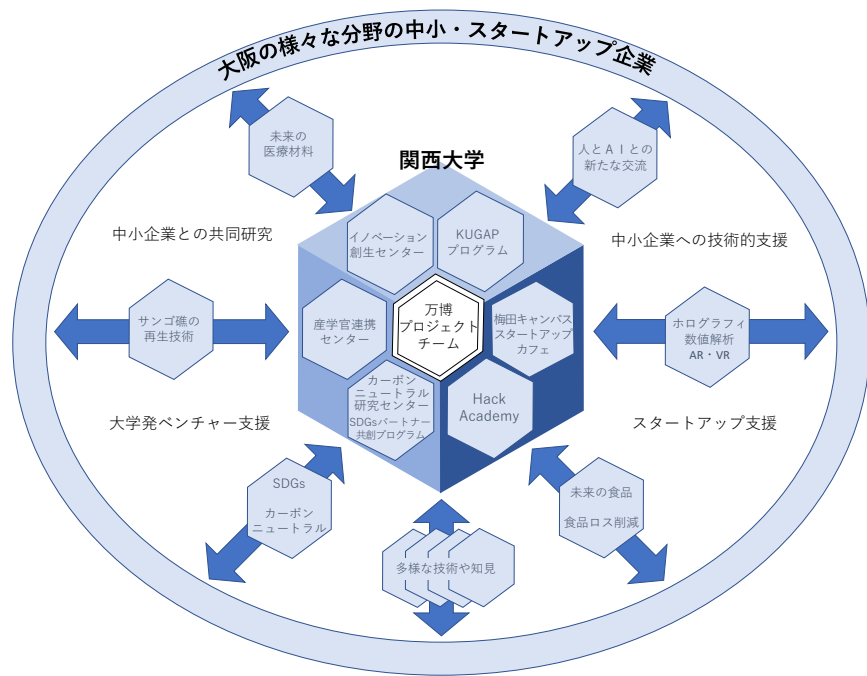 大阪の様々な分野の中小・スタートアップ企業
未来の
医療材料
関西大学
人とAIとの
新たな交流
イノベーション
創生センター
KUGAP
プログラム
中小企業との共同研究
中小企業への技術的支援
サンゴ礁の
再生技術
産学官連携
センター
万博
プロジェクト
チーム
梅田キャンパス
スタートアップ
カフェ
ホログラフィ
数値解析
AR・VR
カーボン
ニュートラル
研究センター
SDGsパートナー
共創プログラム
Hack
Academy
大学発ベンチャー支援
スタートアップ支援
SDGs
カーボン
ニュートラル
未来の食品
食品ロス削減
多様な技術や知見